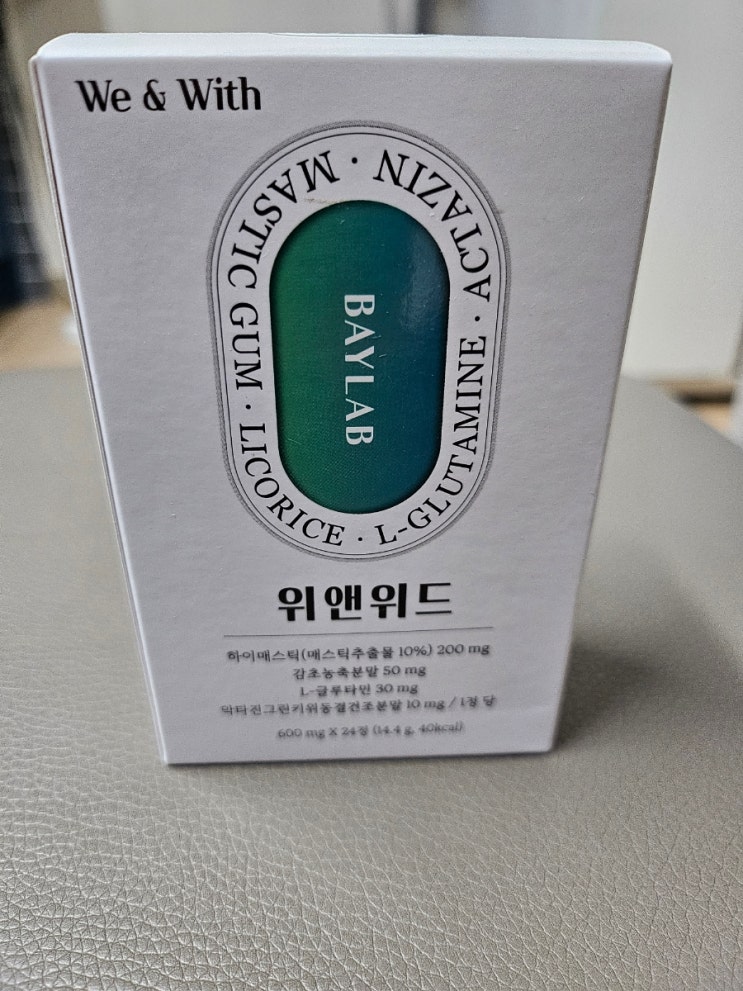 We & With
MASTIC GUM · LICORICE · L-GLUTAMINE · ACTAZIN ·
BAYLAB
위앤위드
하이매스틱(매스틱추출물 10%) 200 mg
감초농축분말 50 mg
L-글루타민 30 mg
악타진그린키위동결건조분말 10 mg / 1정 당
600 mg X 24정 (14.4 g, 40kcal)